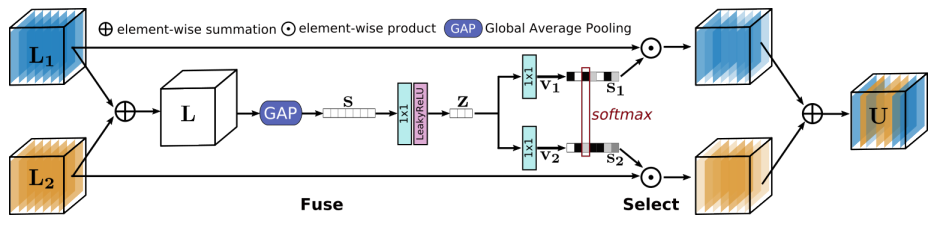 ⊕ element-wise summation ⊙ element-wise product GAP Global Average Pooling
L1
L
GAP
s
1x1
LeakyReLU
z
1x1
v1
s1
softmax
1x1
v2
s2
L2
U
Fuse
Select